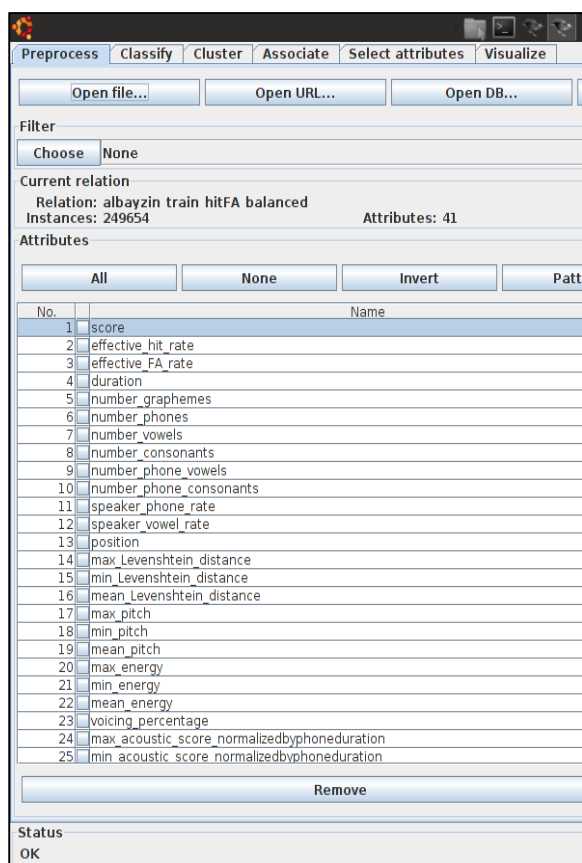 Preprocess Classify Cluster Associate Select attributes Visualize
Open file... Open URL... Open DB...
Filter
Choose None
Current relation
Relation: albayzin train hitFA balanced
Instances: 249654 Attributes: 41
Attributes
All None Invert Patt
No. Name
1 score
2 effective_hit_rate
3 effective_FA_rate
4 duration
5 number_graphemes
6 number_phones
7 number_vowels
8 number_consonants
9 number_phone_vowels
10 number_phone_consonants
11 speaker_phone_rate
12 speaker_vowel_rate
13 position
14 max_Levenshtein_distance
15 min_Levenshtein_distance
16 mean_Levenshtein_distance
17 max_pitch
18 min_pitch
19 mean_pitch
20 max_energy
21 min_energy
22 mean_energy
23 voicing_percentage
24 max_acoustic_score_normalizedbyphoneduration
25 min_acoustic_score_normalizedbyphoneduration
Remove
Status
OK